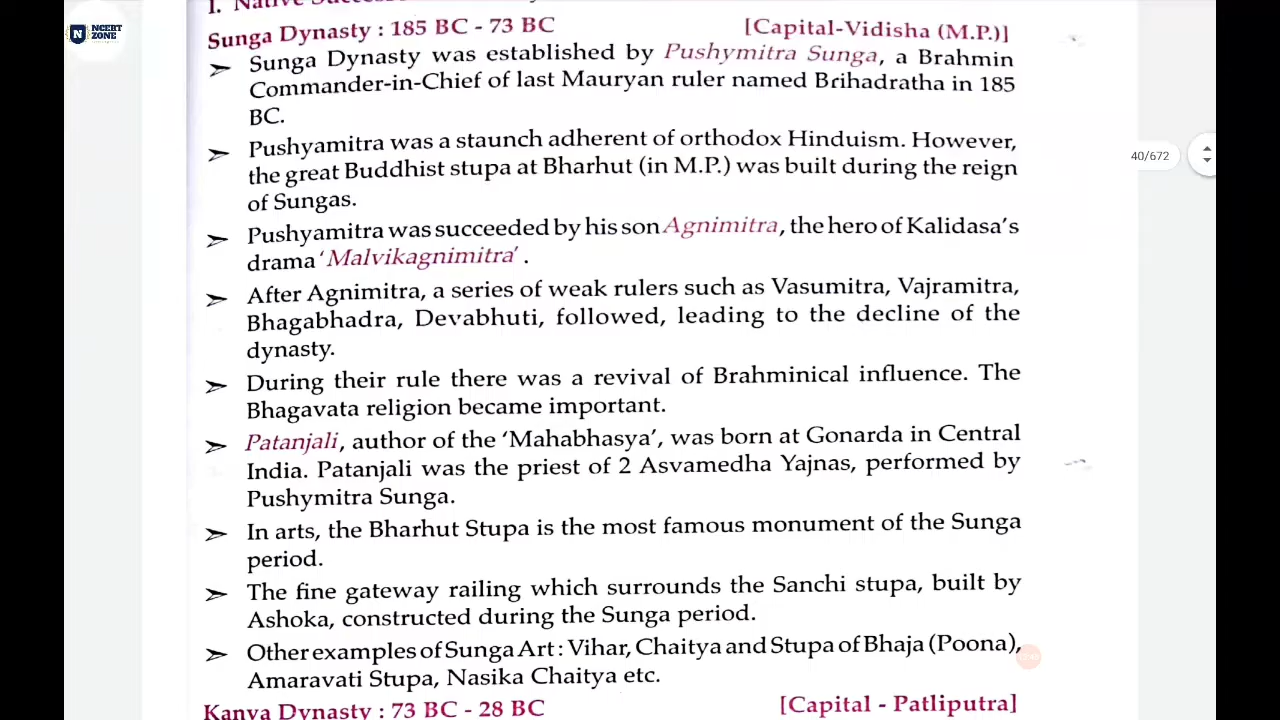 NCERT
ZONE
I. Native
Sunga Dynasty : 185 BC - 73 BC [Capital-Vidisha (M.P.)]
➢ Sunga Dynasty was established by Pushymitra Sunga, a Brahmin
Commander-in-Chief of last Mauryan ruler named Brihadratha in 185
BC.
➢ Pushyamitra was a staunch adherent of orthodox Hinduism. However,
the great Buddhist stupa at Bharhut (in M.P.) was built during the reign
of Sungas.
40/672
➢ Pushyamitra was succeeded by his son Agnimitra, the hero of Kalidasa's
drama 'Malvikagnimitra'.
➢ After Agnimitra, a series of weak rulers such as Vasumitra, Vajramitra,
Bhagabhadra, Devabhuti, followed, leading to the decline of the
dynasty.
➢ During their rule there was a revival of Brahminical influence. The
Bhagavata religion became important.
➢ Patanjali, author of the 'Mahabhasya', was born at Gonarda in Central
India. Patanjali was the priest of 2 Asvamedha Yajnas, performed by
Pushymitra Sunga.
➢ In arts, the Bharhut Stupa is the most famous monument of the Sunga
period.
➢ The fine gateway railing which surrounds the Sanchi stupa, built by
Ashoka, constructed during the Sunga period.
➢ Other examples of Sunga Art : Vihar, Chaitya and Stupa of Bhaja (Poona),
Amaravati Stupa, Nasika Chaitya etc.
Kanva Dynasty : 73 BC - 28 BC [Capital - Patliputra]